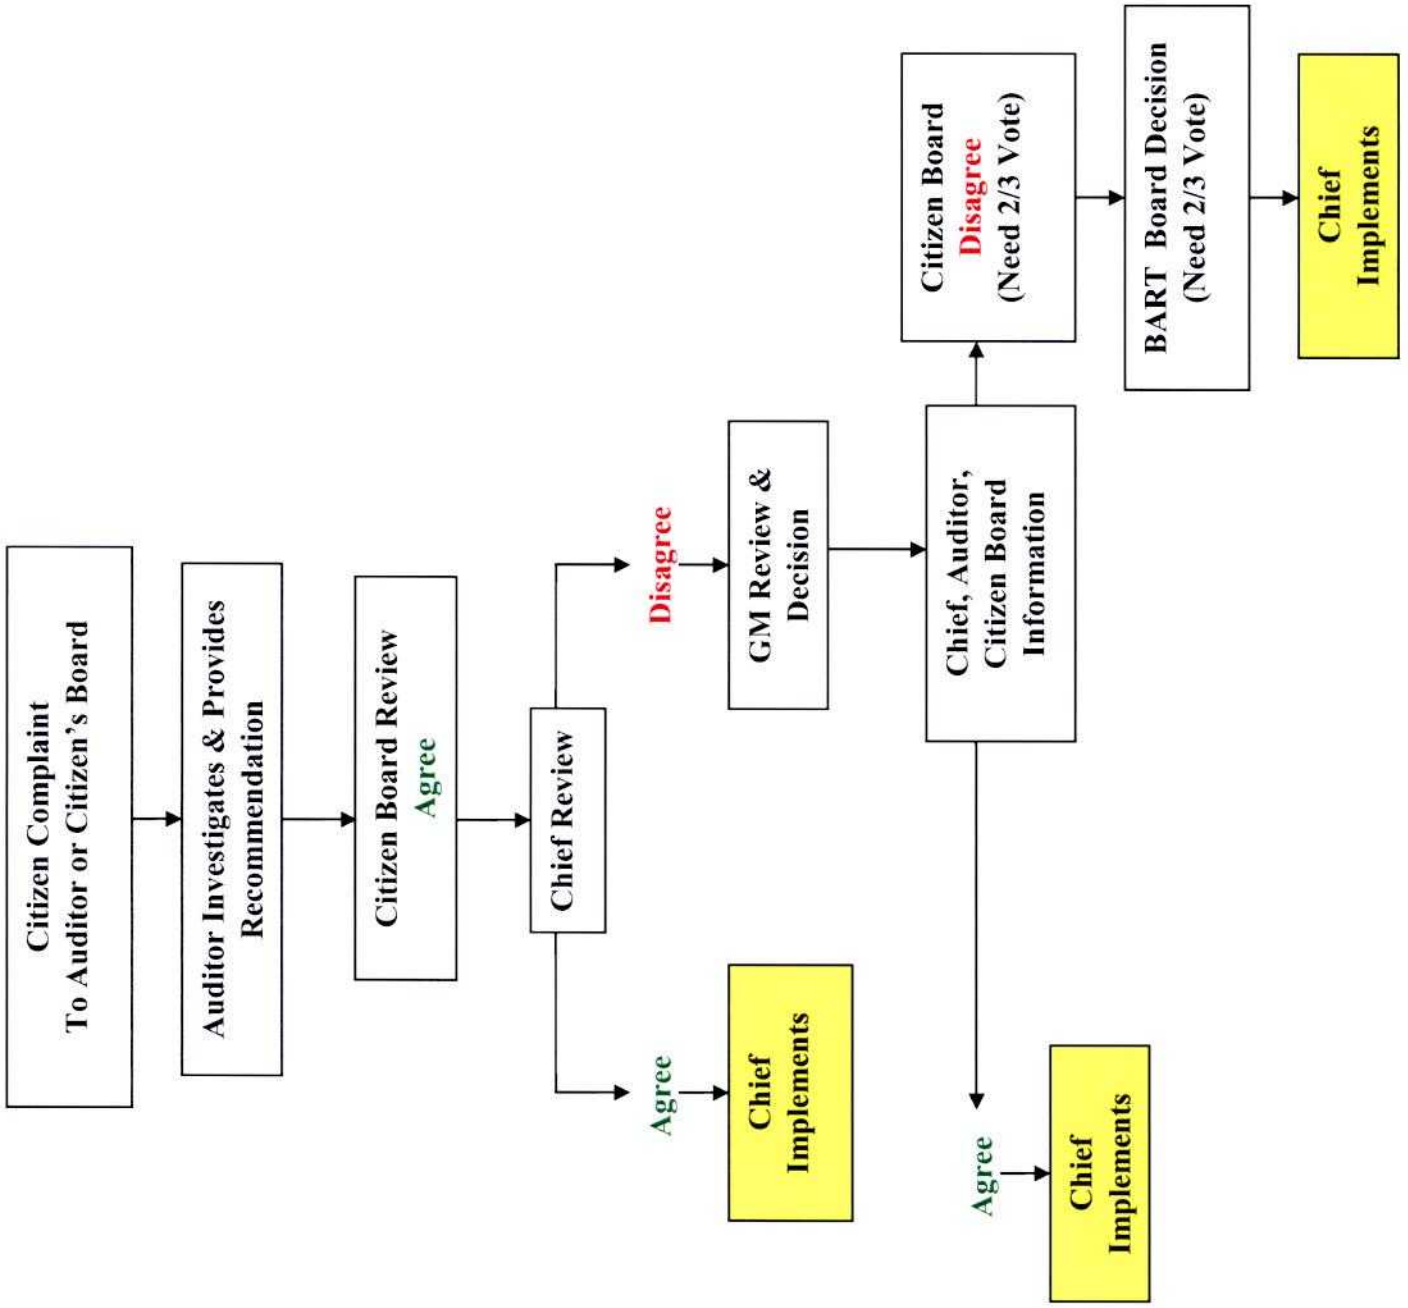 Citizen Complaint
To Auditor or Citizen's Board
Auditor Investigates & Provides
Recommendation
Citizen Board Review
Agree
Chief Review
Agree
Chief
Implements
Disagree
GM Review &
Decision
Chief, Auditor,
Citizen Board
Information
Agree
Chief
Implements
Citizen Board
Disagree
(Need 2/3 Vote)
BART Board Decision
(Need 2/3 Vote)
Chief
Implements